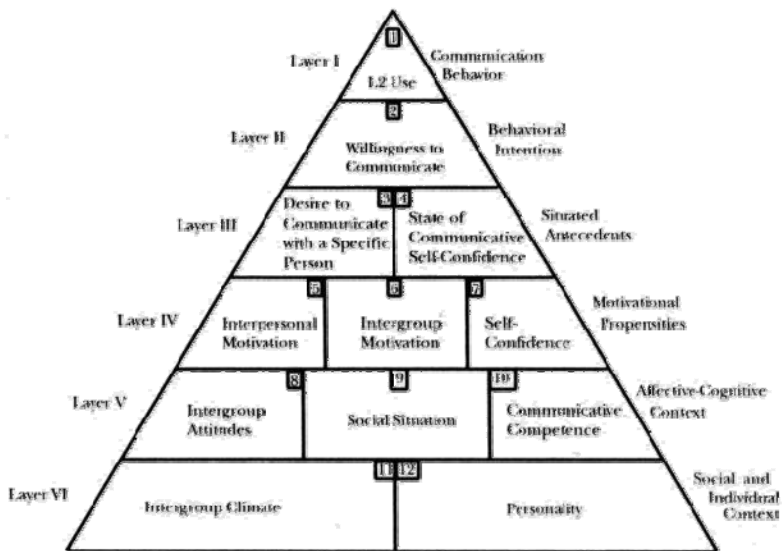 1
Layer I
Communication
Behavior
L2 Use
2
Layer II
Behavioral
Intention
Willingness to
Communicate
3 4
Layer III
Desire to
Communicate
with a Specific
Person
State of
Communicative
Self-Confidence
Situated
Antecedents
5 6 7
Layer IV
Interpersonal
Motivation
Intergroup
Motivation
Self-
Confidence
Motivational
Propensities
8 9 10
Layer V
Intergroup
Attitudes
Social Situation
Communicative
Competence
Affective-Cognitive
Context
11 12
Layer VI
Intergroup Climate
Personality
Social and
Individual
Context